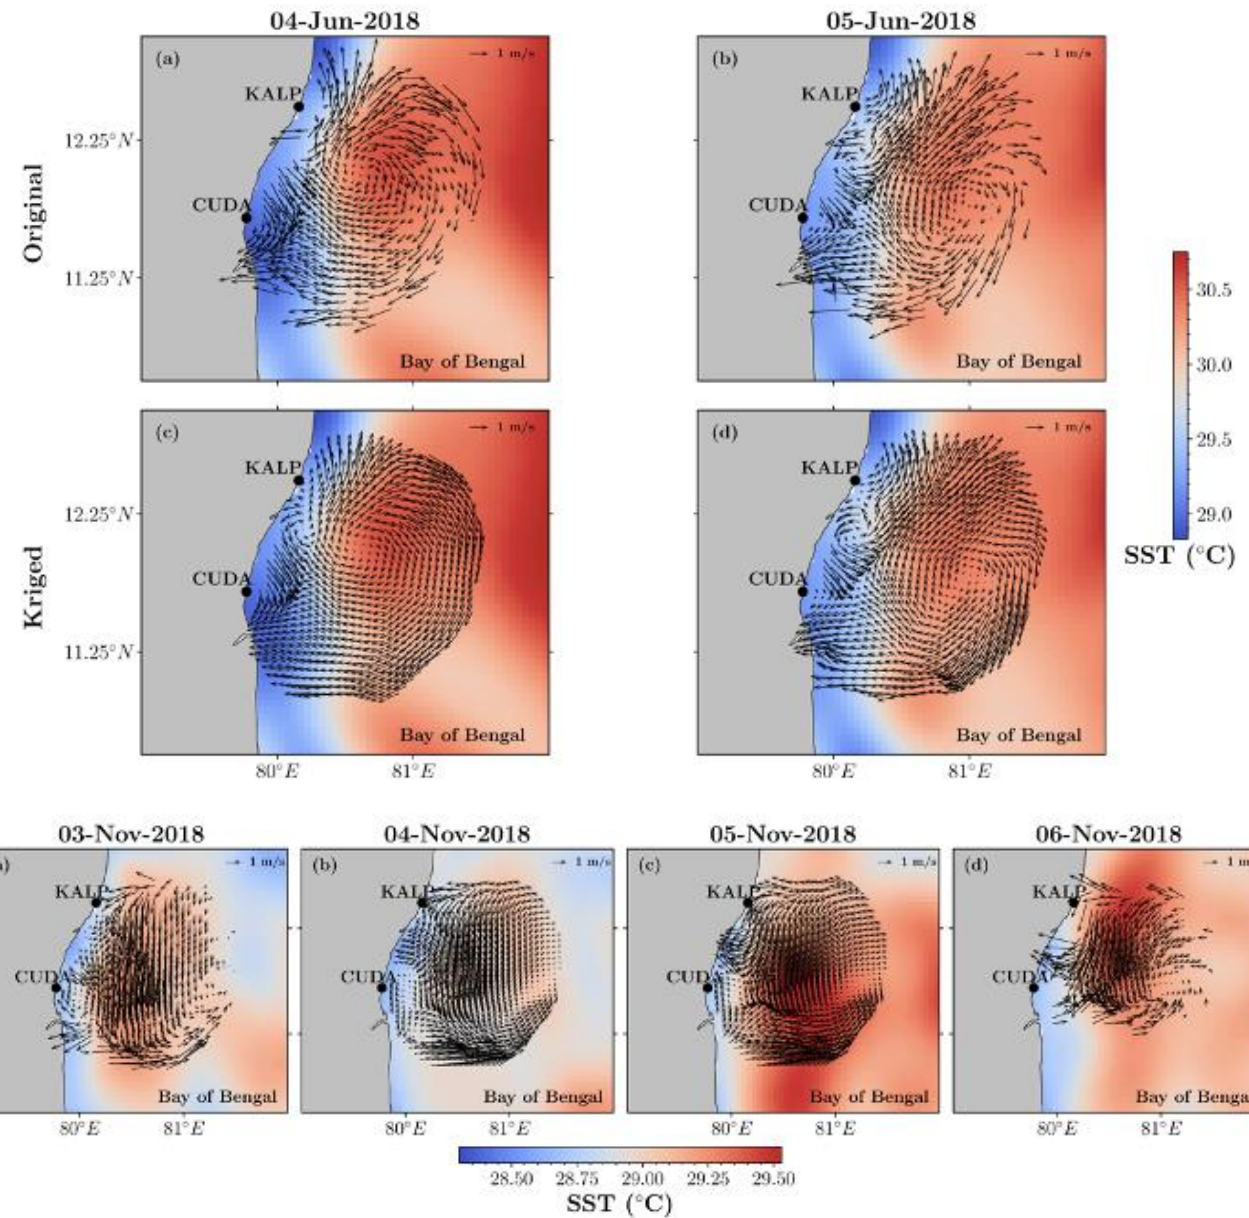 04-Jun-2018 05-Jun-2018
(a) 1 m/s (b) 1 m/s
KALP KALP
12.25°N
Original
CUDA CUDA
11.25°N
Bay of Bengal Bay of Bengal
30.5
30.0
29.5
29.0
SST (°C)
(c) 1 m/s (d) 1 m/s
KALP KALP
12.25°N
Kriged
CUDA CUDA
11.25°N
Bay of Bengal Bay of Bengal
80°E 81°E 80°E 81°E
03-Nov-2018 04-Nov-2018 05-Nov-2018 06-Nov-2018
1 m/s (b) 1 m/s (c) 1 m/s (d) 1 m
KALP KALP KALP KALP
CUDA CUDA CUDA CUDA
Bay of Bengal Bay of Bengal Bay of Bengal Bay of Benga
80°E 81°E 80°E 81°E 80°E 81°E 80°E 81°E
28.50 28.75 29.00 29.25 29.50
SST (°C)